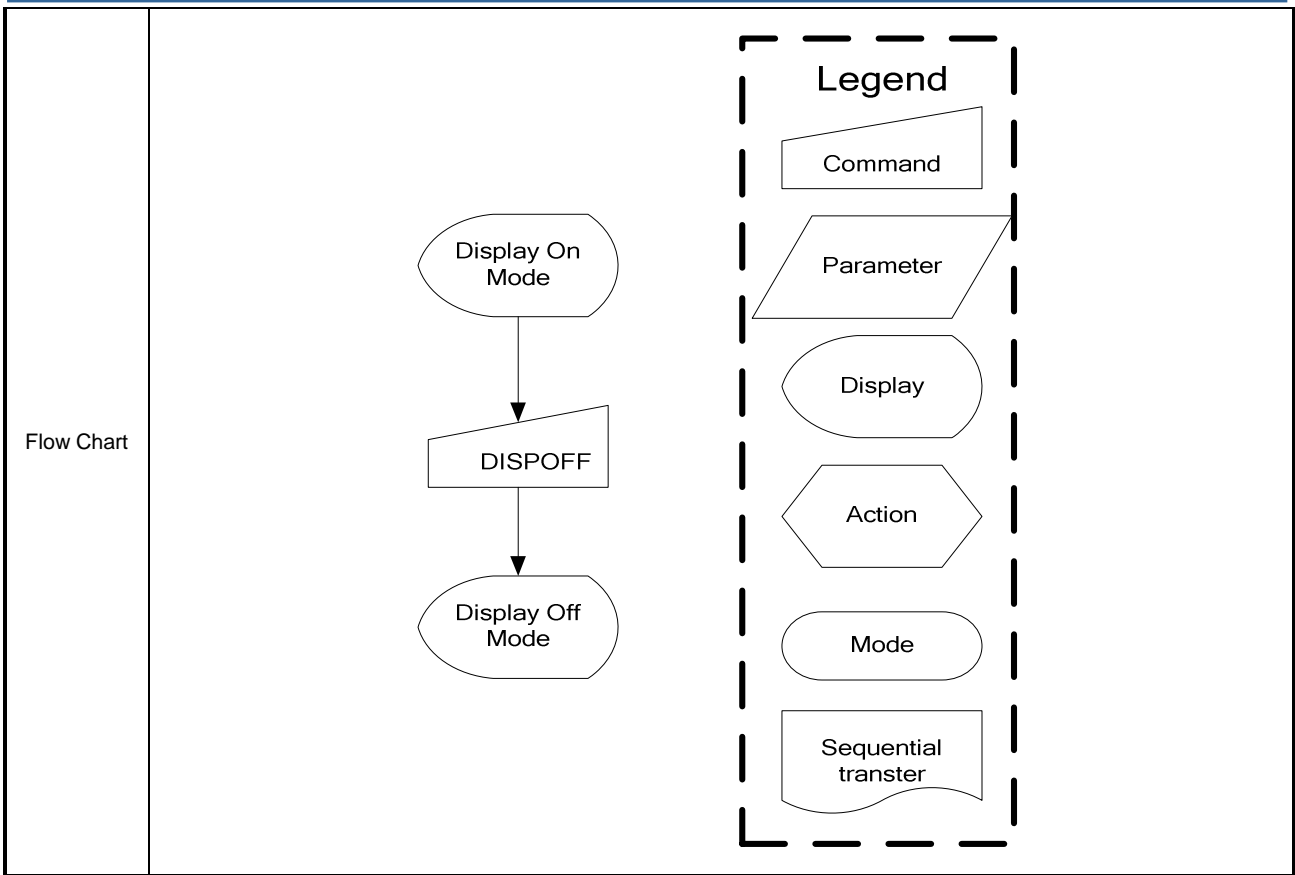 Flow Chart
Display On
Mode
DISPOFF
Display Off
Mode
Legend
Command
Parameter
Display
Action
Mode
Sequential
transter